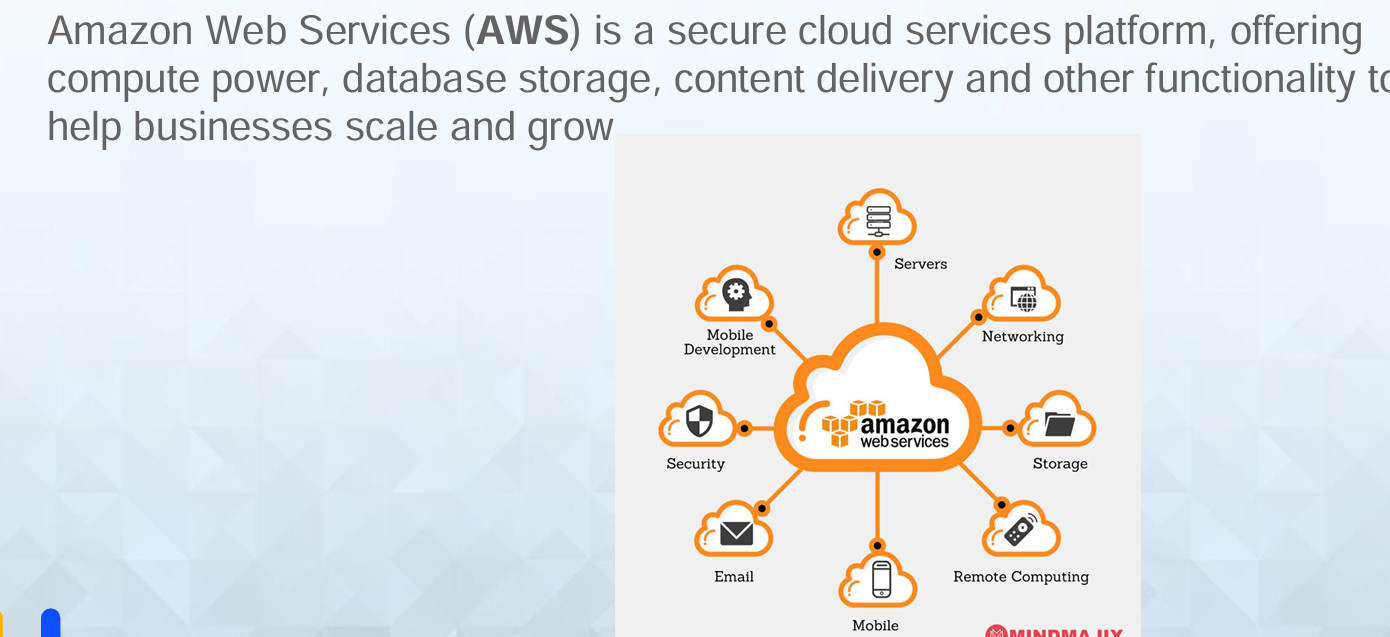 Amazon Web Services (AWS) is a secure cloud services platform, offering
compute power, database storage, content delivery and other functionality
help businesses scale and grow
Servers
Mobile
Development
Networking
amazon
web services
Security
Storage
Email
Remote Computing
Mobile